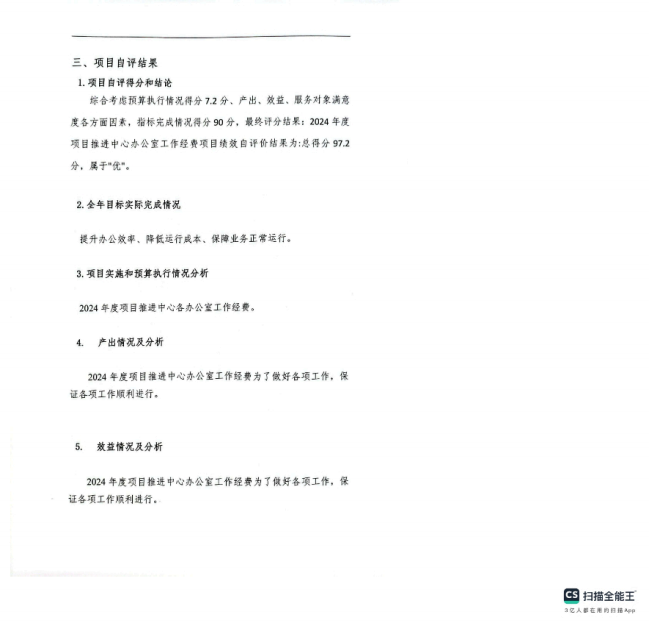 三、项目自评结果
1. 项目自评得分和结论
综合考虑预算执行情况得分 7.2 分、产出、效益、服务对象满意
度各方面因素，指标完成情况得分 90 分，最终评分结果：2024 年度
项目推进中心办公室工作经费项目绩效自评价结果为:总得分 97.2
分，属于"优"。
2. 全年目标实际完成情况
提升办公效率、降低运行成本、保障业务正常运行。
3. 项目实施和预算执行情况分析
2024 年度项目推进中心各办公室工作经费。
4. 产出情况及分析
2024 年度项目推进中心办公室工作经费为了做好各项工作，保
证各项工作顺利进行。
5. 效益情况及分析
2024 年度项目推进中心办公室工作经费为了做好各项工作，保
证各项工作顺利进行。
CS 扫描全能王
3亿人都在用的扫描App